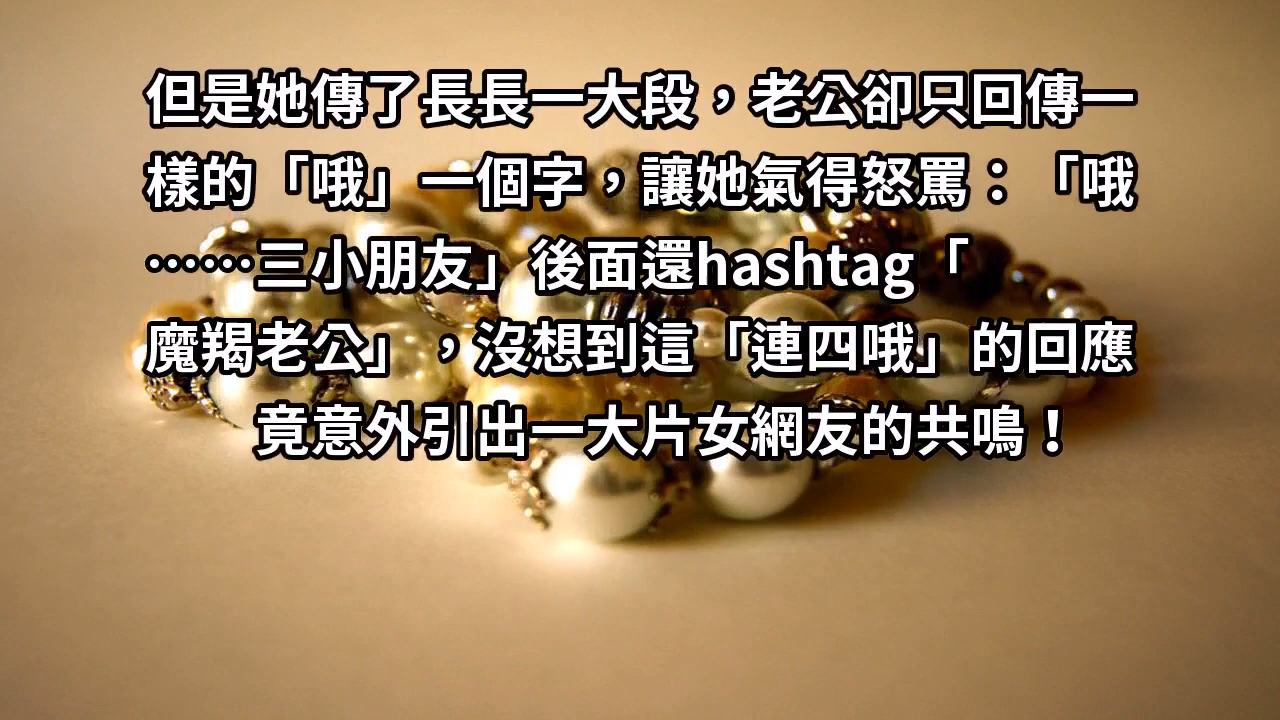 但是她傳了長長一大段，老公卻只回傳一
樣的「哦」一個字，讓她氣得怒罵：「哦
⋯⋯三小朋友」後面還hashtag「
魔羯老公」，沒想到這「連四哦」的回應
竟意外引出一大片女網友的共鳴！